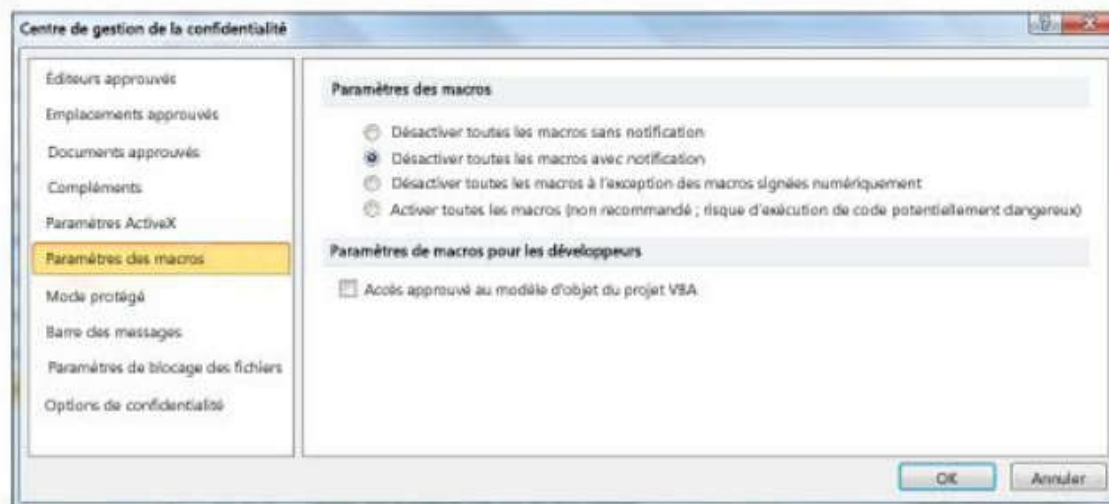 Centre de gestion de la confidentialité
Éditeurs approuvés
Emplacements approuvés
Documents approuvés
Compléments
Paramètres ActiveX
Paramètres des macros
Mode protégé
Barre des messages
Paramètres de blocage des fichiers
Options de confidentialité
Paramètres des macros
Désactiver toutes les macros sans notification
Désactiver toutes les macros avec notification
Désactiver toutes les macros à l'exception des macros signées numériquement
Activer toutes les macros (non recommandé ; risque d'exécution de code potentiellement dangereux)
Paramètres de macros pour les développeurs
Accès approuvé au modèle d'objet du projet VBA
OK
Annuler